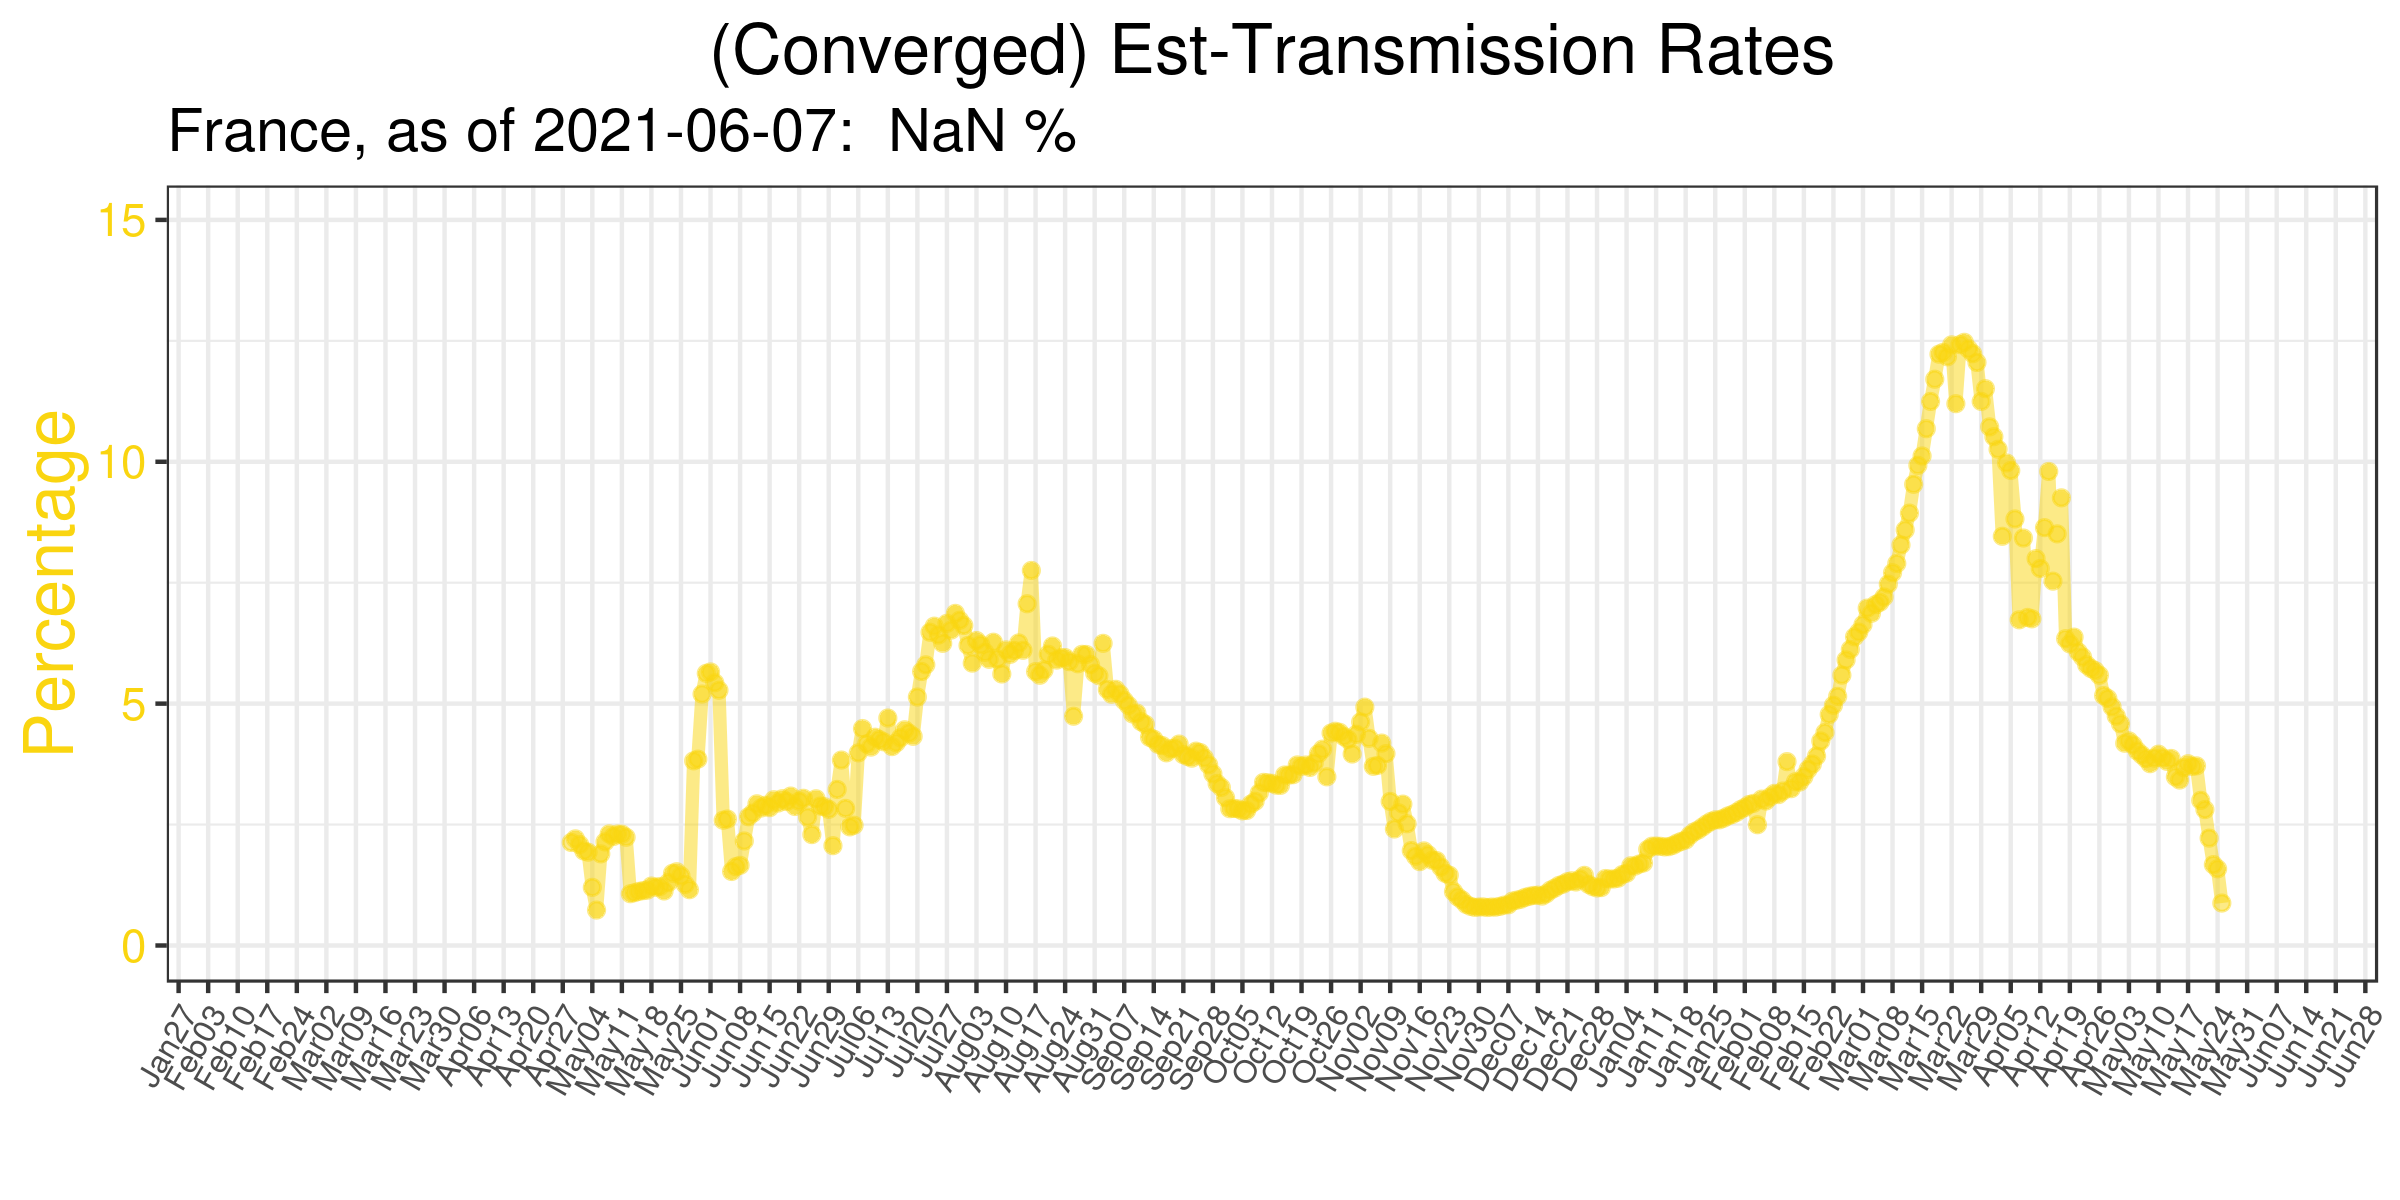 (Converged) Est-Transmission Rates
France, as of 2021-06-07: NaN %
Percentage
15
10
5
0
Jan27
Feb03
Feb10
Feb17
Feb24
Mar02
Mar09
Mar16
Mar23
Mar30
Apr06
Apr13
Apr20
Apr27
May04
May11
May18
May25
Jun01
Jun08
Jun15
Jun22
Jun29
Jul06
Jul13
Jul20
Jul27
Aug03
Aug10
Aug17
Aug24
Aug31
Sep07
Sep14
Sep21
Sep28
Oct05
Oct12
Oct19
Oct26
Nov02
Nov09
Nov16
Nov23
Nov30
Dec07
Dec14
Dec21
Dec28
Jan04
Jan11
Jan18
Jan25
Feb01
Feb08
Feb15
Feb22
Mar01
Mar08
Mar15
Mar22
Mar29
Apr05
Apr12
Apr19
Apr26
May03
May10
May17
May24
May31
Jun07
Jun14
Jun21
Jun28